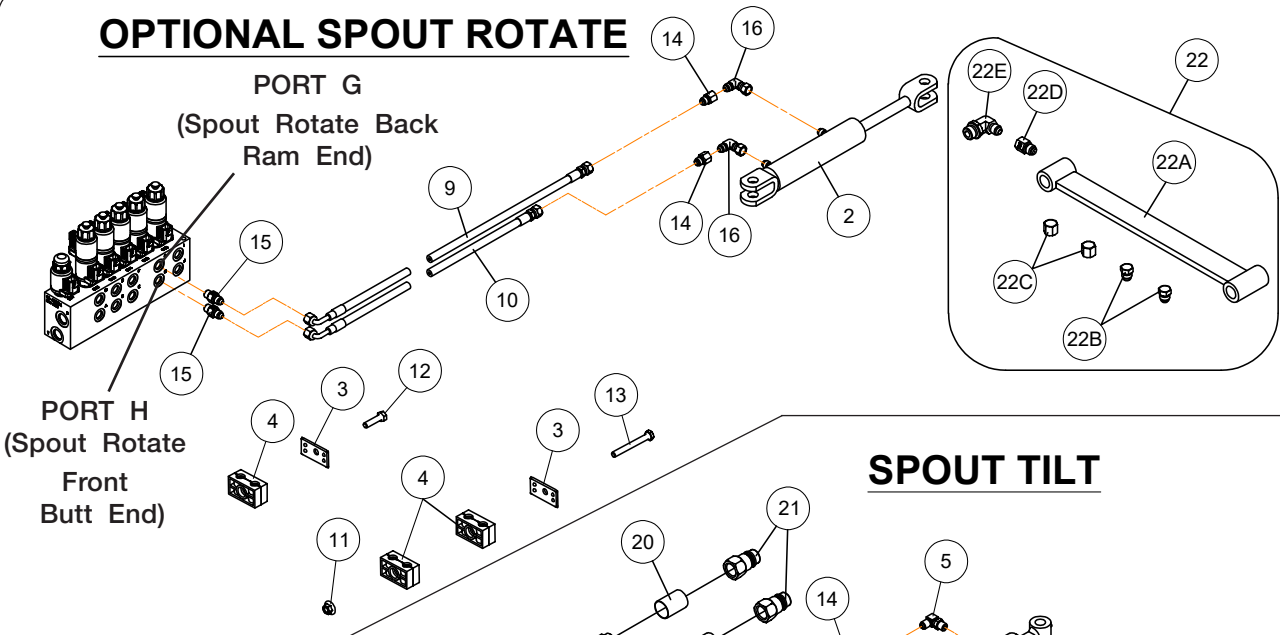 OPTIONAL SPOUT ROTATE
14
16
PORT G
(Spout Rotate Back
Ram End)
22
22E
22D
22A
9
2
14
16
15
10
22C
22B
15
12
3
PORT H
(Spout Rotate
Front
Butt End)
4
13
3
4
SPOUT TILT
11
20
21
5
14